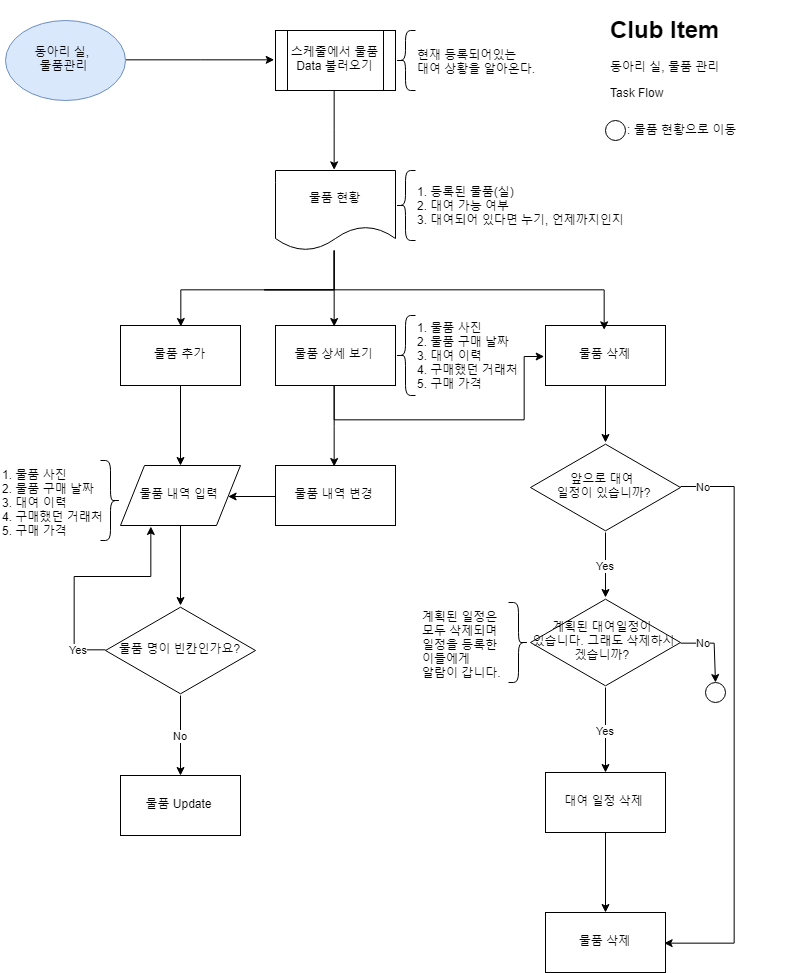 Club Item
동아리 실, 물품 관리
Task Flow
: 물품 현황으로 이동
동아리 실,
물품관리
스케줄에서 물품
Data 불러오기
현재 등록되어있는
대여 상황을 알아온다.
물품 현황
1. 등록된 물품(실)
2. 대여 가능 여부
3. 대여되어 있다면 누기, 언제까지인지
물품 추가
물품 상세 보기
1. 물품 사진
2. 물품 구매 날짜
3. 대여 이력
4. 구매했던 거래처
5. 구매 가격
물품 삭제
1. 물품 사진
2. 물품 구매 날짜
3. 대여 이력
4. 구매했던 거래처
5. 구매 가격
물품 내역 입력
물품 내역 변경
앞으로 대여
일정이 있습니까?
No
Yes
계획된 일정은
모두 삭제되며
일정을 등록한
이들에게
알람이 갑니다.
계획된 대여일정이
있습니다. 그래도 삭제하시
겠습니까?
No
Yes
물품 명이 빈칸인가요?
Yes
No
물품 Update
대여 일정 삭제
물품 삭제